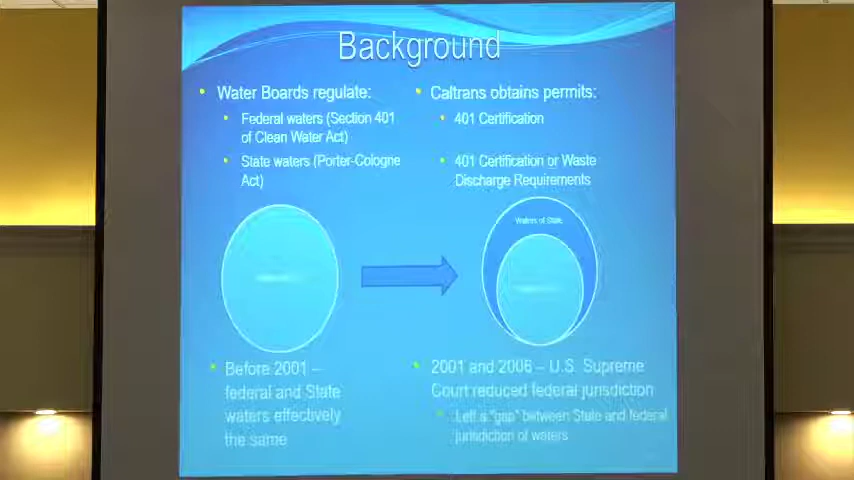 Background
Water Boards regulate:
Federal waters (Section 401
of Clean Water Act)
State waters (Porter-Cologne
Act)
Caltrans obtains permits:
401 Certification
401 Certification or Waste
Discharge Requirements
Waters of State
Before 2001 –
federal and State
waters effectively
the same
2001 and 2006 – U.S. Supreme
Court reduced federal jurisdiction
Left a "gap" between State and federal
jurisdiction of waters